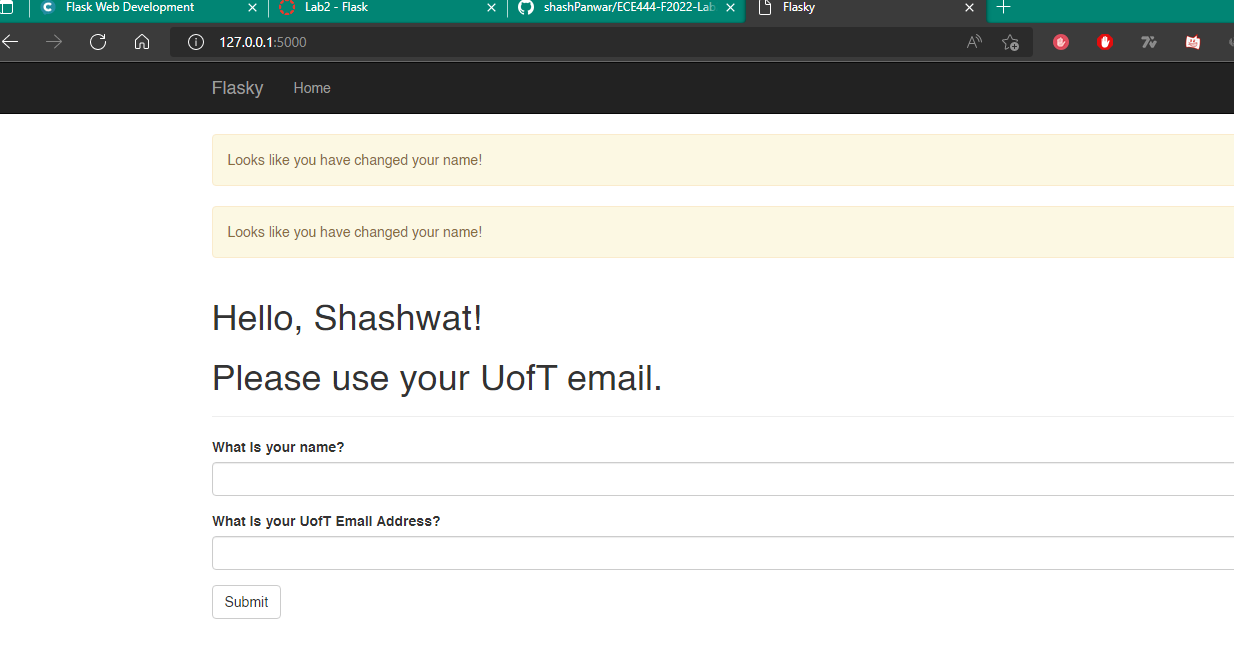 Flask Web Development
Lab2 - Flask
shashPanwar/ECE444-F2022-Lab
Flasky
127.0.0.1:5000
Flasky Home
Looks like you have changed your name!
Looks like you have changed your name!
Hello, Shashwat!
Please use your UofT email.
What is your name?
What is your UofT Email Address?
Submit